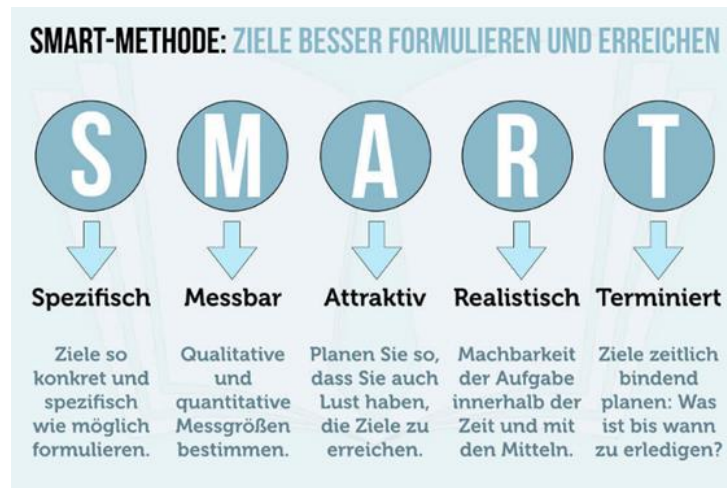 SMART-METHODE: ZIELE BESSER FORMULIEREN UND ERREICHEN
S M A R T
Spezifisch Messbar Attraktiv Realistisch Terminiert
Ziele so
konkret und
spezifisch
wie möglich
formulieren.
Qualitative
und
quantitative
Messgrößen
bestimmen.
Planen Sie so,
dass Sie auch
Lust haben,
die Ziele zu
erreichen.
Machbarkeit
der Aufgabe
innerhalb der
Zeit und mit
den Mitteln.
Ziele zeitlich
bindend
planen: Was
ist bis wann
zu erledigen?